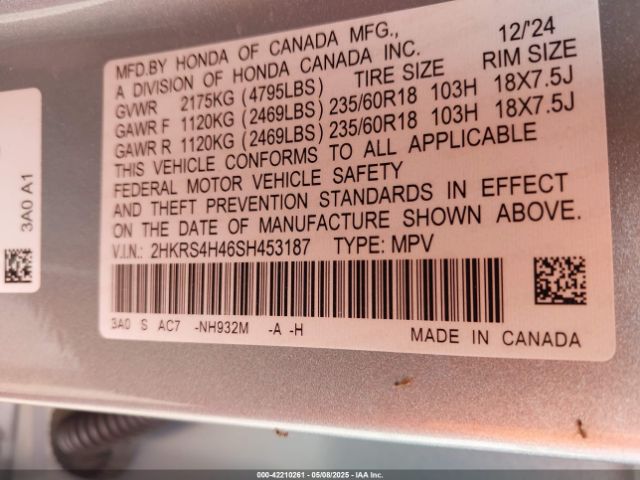 MFD.BY HONDA OF CANADA MFG., 12/'24
A DIVISION OF HONDA CANADA INC.
GVWR 2175KG (4795LBS) TIRE SIZE RIM SIZE
GAWR F 1120KG (2469LBS) 235/60R18 103H 18X7.5J
GAWR R 1120KG (2469LBS) 235/60R18 103H 18X7.5J
THIS VEHICLE CONFORMS TO ALL APPLICABLE
FEDERAL MOTOR VEHICLE SAFETY
AND THEFT PREVENTION STANDARDS IN EFFECT
ON THE DATE OF MANUFACTURE SHOWN ABOVE.
V.I.N.: 2HKRS4H46SH453187 TYPE: MPV
3A0 S AC7 -NH932M -A -H
MADE IN CANADA
3A0 A1
000-42210261 - 05/08/2025 - IAA Inc.